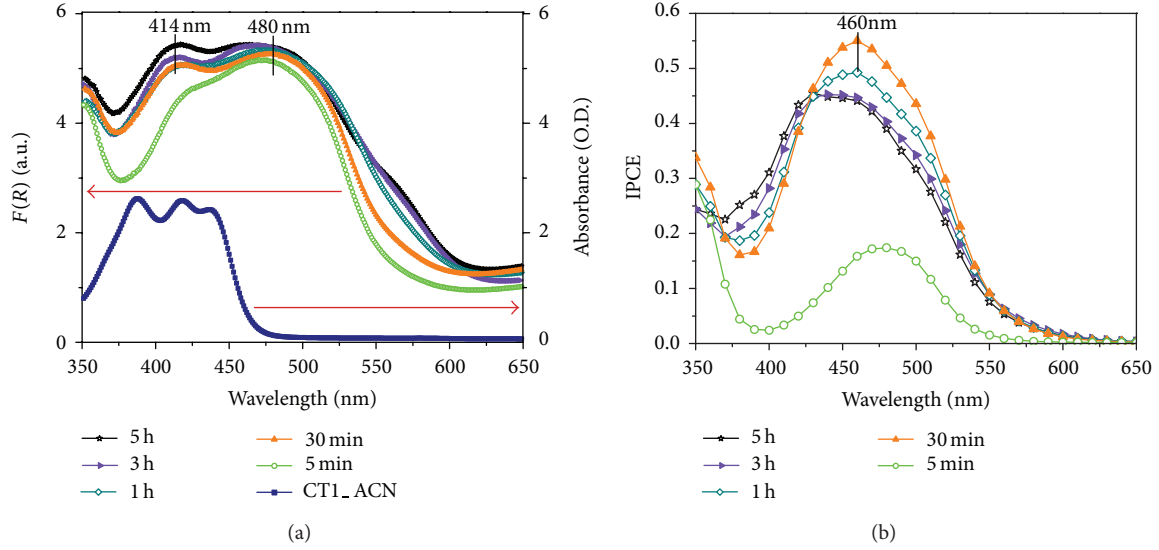 414 nm
480 nm
6
4
2
0
F(R) (a.u.)
6
4
2
0
Absorbance (O.D.)
350 400 450 500 550 600 650
Wavelength (nm)
5 h
3 h
1 h
30 min
5 min
CT1_ACN
(a)
460nm
0.6
0.5
0.4
0.3
0.2
0.1
0.0
IPCE
350 400 450 500 550 600 650
Wavelength (nm)
5 h
3 h
1 h
30 min
5 min
(b)